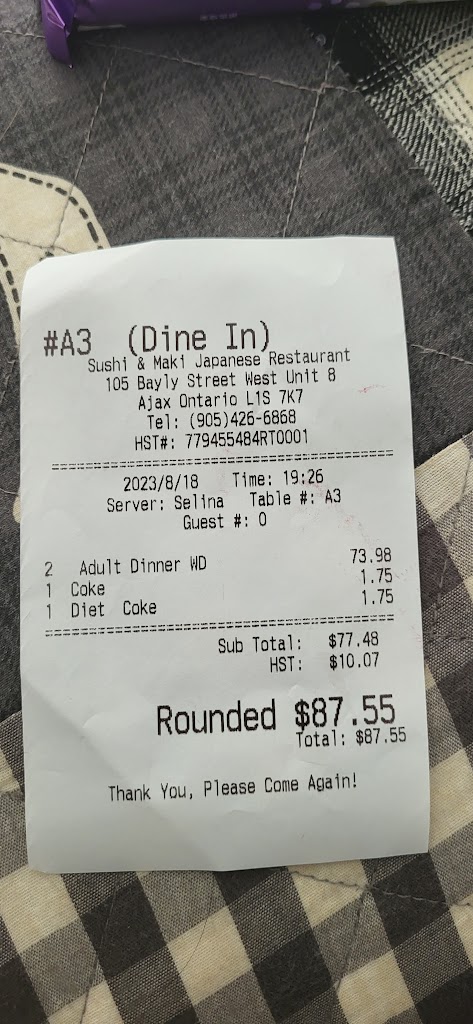 #A3 (Dine In)
Sushi & Maki Japanese Restaurant
105 Bayly Street West Unit 8
Ajax Ontario L1S 7K7
Tel: (905)426-6868
HST#: 779455484RT0001
2023/8/18 Time: 19:26
Server: Selina Table #: A3
Guest #: 0
2 Adult Dinner WD 73.98
1 Coke 1.75
1 Diet Coke 1.75
Sub Total: $77.48
HST: $10.07
Rounded $87.55
Total: $87.55
Thank You, Please Come Again!